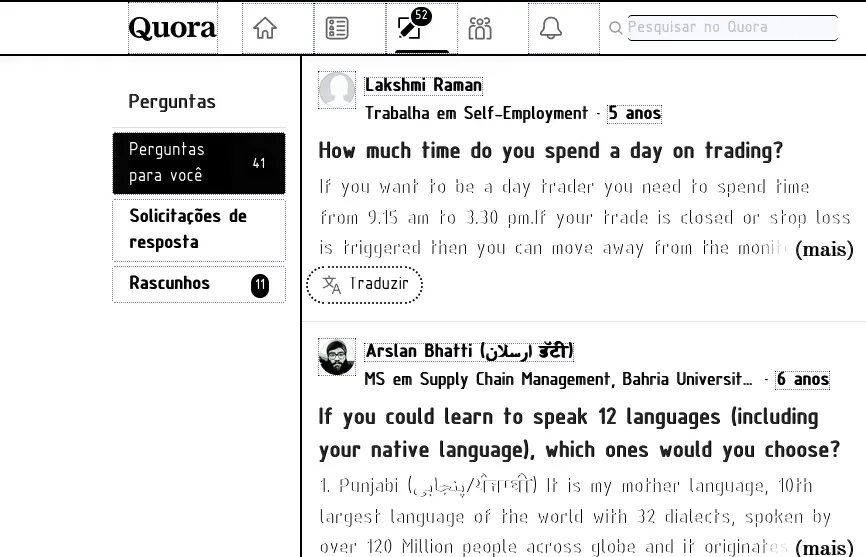 Quora
52
Pesquisar no Quora
Perguntas
Perguntas
para você
41
Solicitações de
resposta
Rascunhos
11
Lakshmi Raman
Trabalha em Self-Employment · 5 anos
How much time do you spend a day on trading?
If you want to be a day trader you need to spend time
from 9.15 am to 3.30 pm.If your trade is closed or stop loss
is triggered then you can move away from the (mais)
Traduzir
Arslan Bhatti (ارسلان भट्टी)
MS em Supply Chain Management, Bahria Universit... · 6 anos
If you could learn to speak 12 languages (including
your native language), which ones would you choose?
1. Punjabi (پنجابی/ਪੰਜਾਬੀ) It is my mother language, 10th
largest language of the world with 32 dialects, spoken by
over 120 Million people across globe and it originates (mais)